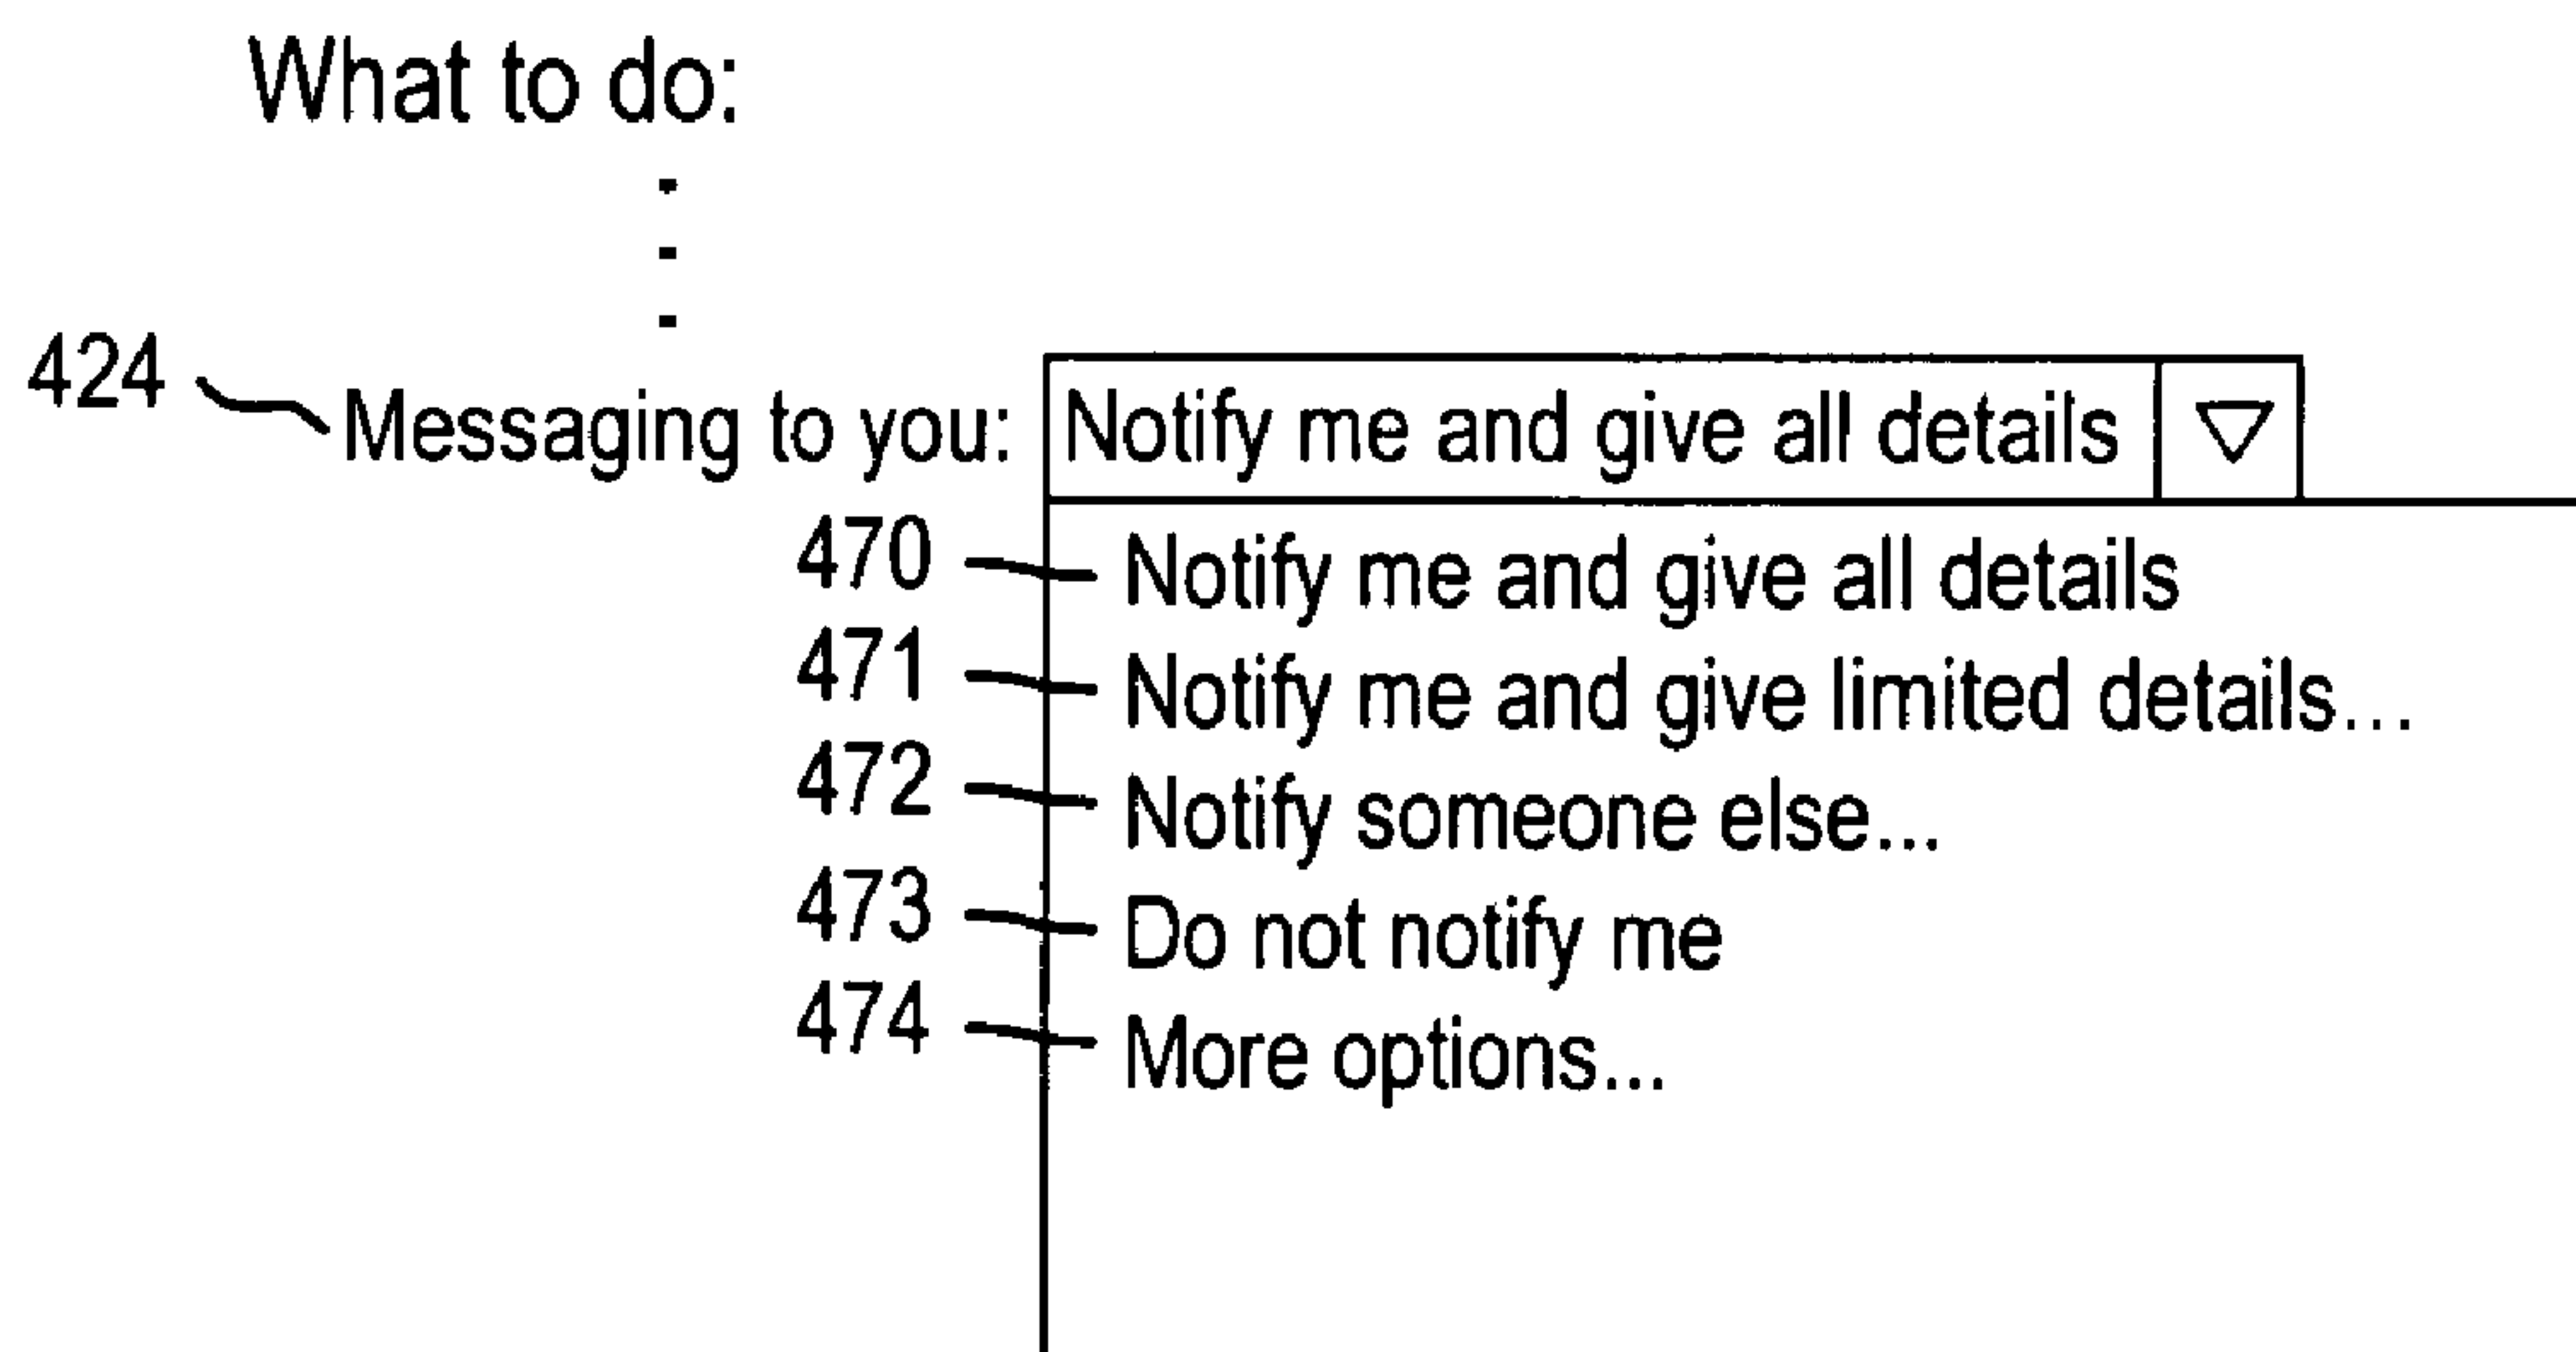 What to do:
424 Messaging to you: Notify me and give all details
470 Notify me and give all details
471 Notify me and give limited details...
472 Notify someone else...
473 Do not notify me
474 More options...